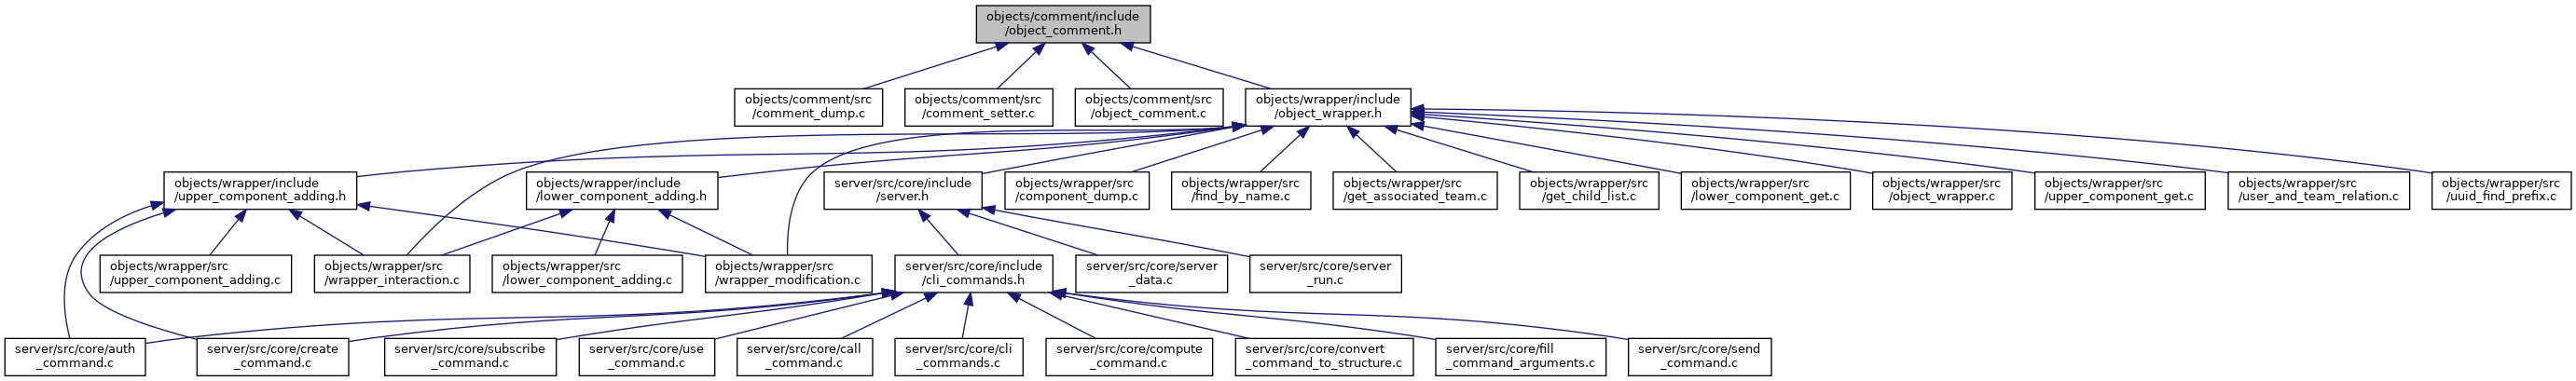 objects/comment/include
/object_comment.h
objects/comment/src
/comment_dump.c
objects/comment/src
/comment_setter.c
objects/comment/src
/object_comment.c
objects/wrapper/include
/object_wrapper.h
objects/wrapper/include
/upper_component_adding.h
objects/wrapper/include
/lower_component_adding.h
server/src/core/include
/server.h
objects/wrapper/src
/component_dump.c
objects/wrapper/src
/find_by_name.c
objects/wrapper/src
/get_associated_team.c
objects/wrapper/src
/get_child_list.c
objects/wrapper/src
/lower_component_get.c
objects/wrapper/src
/object_wrapper.c
objects/wrapper/src
/upper_component_get.c
objects/wrapper/src
/user_and_team_relation.c
objects/wrapper/src
/uuid_find_prefix.c
objects/wrapper/src
/upper_component_adding.c
objects/wrapper/src
/wrapper_interaction.c
objects/wrapper/src
/lower_component_adding.c
objects/wrapper/src
/wrapper_modification.c
server/src/core/include
/cli_commands.h
server/src/core/server
_data.c
server/src/core/server
_run.c
server/src/core/auth
_command.c
server/src/core/create
_command.c
server/src/core/subscribe
_command.c
server/src/core/use
_command.c
server/src/core/call
_command.c
server/src/core/cli
_commands.c
server/src/core/compute
_command.c
server/src/core/convert
_command_to_structure.c
server/src/core/fill
_command_arguments.c
server/src/core/send
_command.c